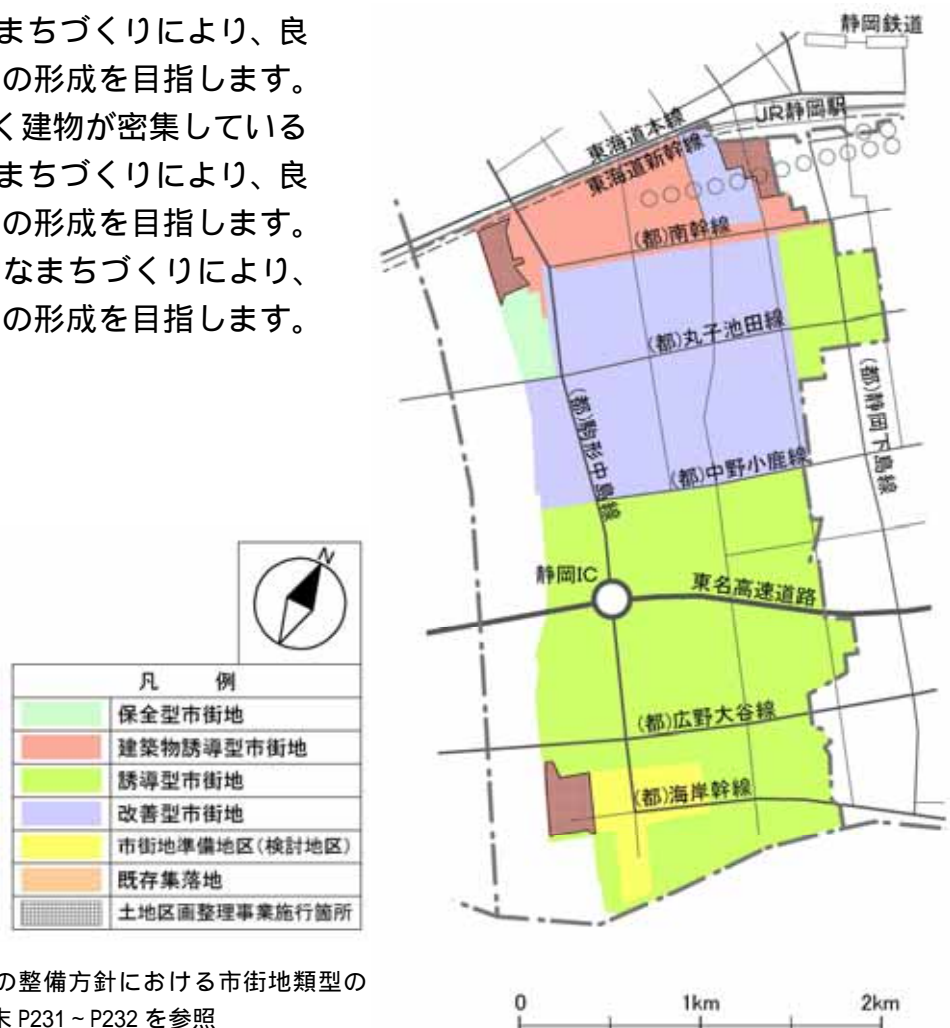 まちづくりにより、良
の形成を目指します。
く建物が密集している
まちづくりにより、良
の形成を目指します。
なまちづくりにより、
の形成を目指します。
静岡鉄道
JR静岡駅
東海道本線
東海道新幹線
(都)南幹線
(都)丸子池田線
(都)静岡下島線
(都)駒形中島線
(都)中野小鹿線
静岡IC
東名高速道路
(都)広野大谷線
(都)海岸幹線
N
凡 例
保全型市街地
建築物誘導型市街地
誘導型市街地
改善型市街地
市街地準備地区(検討地区)
既存集落地
土地区画整理事業施行箇所
の整備方針における市街地類型の
末 P231~P232 を参照
0 1km 2km